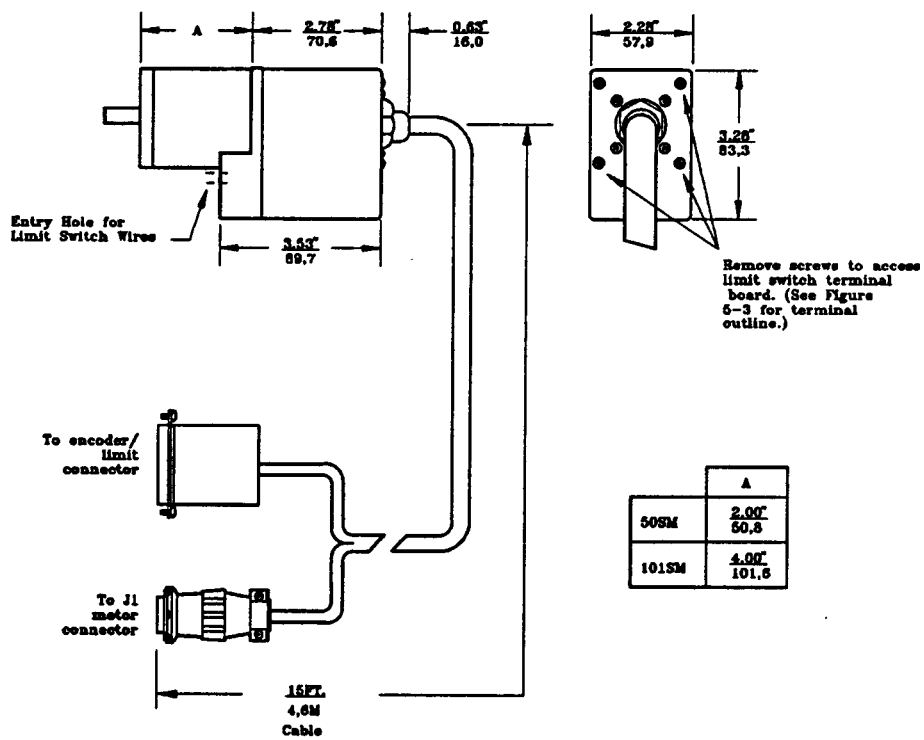 A
2.78"
70,6
0.63"
16,0
2.28"
57,9
3.28"
83,3
Entry Hole for
Limit Switch Wires
3.53"
89,7
Remove screws to access
limit switch terminal
board. (See Figure
5-3 for terminal
outline.)
To encoder/
limit
connector
To J1
motor
connector
A
50SM
2.00"
50,8
101SM
4.00"
101,6
15FT.
4,6M
Cable